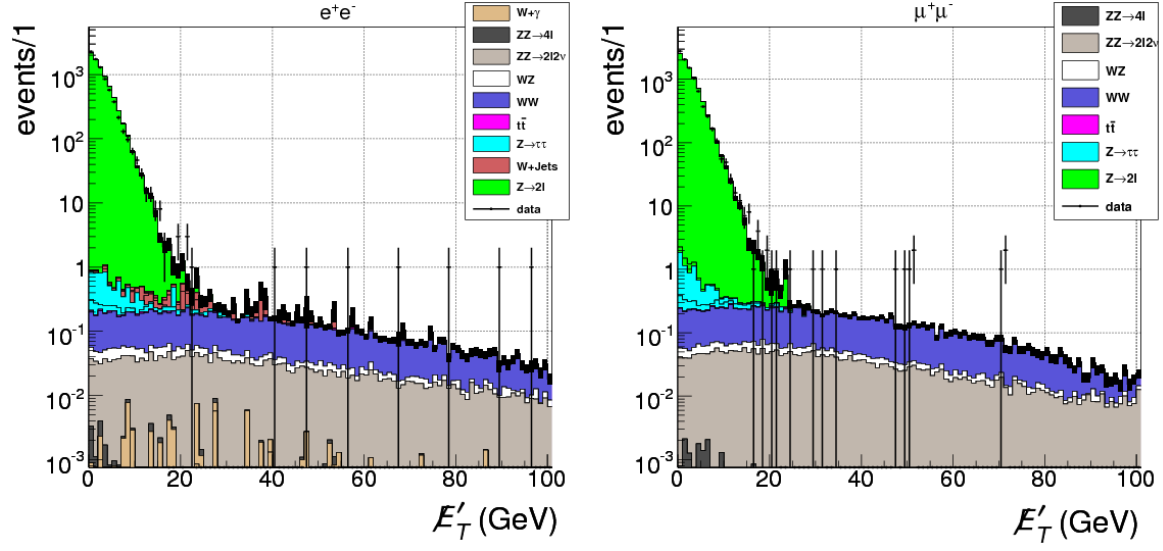 e⁺e⁻
events/1
10³
10²
10
1
10⁻¹
10⁻²
10⁻³
0 20 40 60 80 100
E̸'_T (GeV)
W+γ
ZZ→4l
ZZ→2l2ν
WZ
WW
tt̄
Z→ττ
W+Jets
Z→2l
data
μ⁺μ⁻
events/1
10³
10²
10
1
10⁻¹
10⁻²
10⁻³
0 20 40 60 80 100
E̸'_T (GeV)
ZZ→4l
ZZ→2l2ν
WZ
WW
tt̄
Z→ττ
Z→2l
data